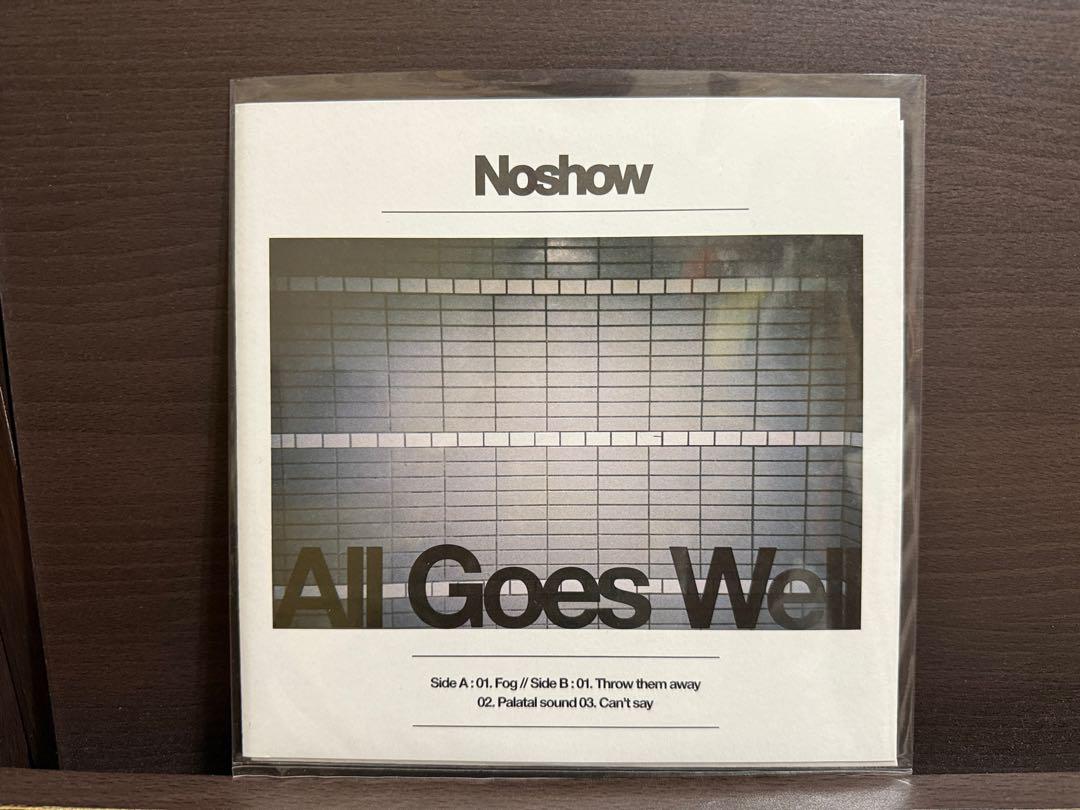 Noshow
All Goes Well
Side A : 01. Fog // Side B : 01. Throw them away
02. Palatal sound 03. Can't say